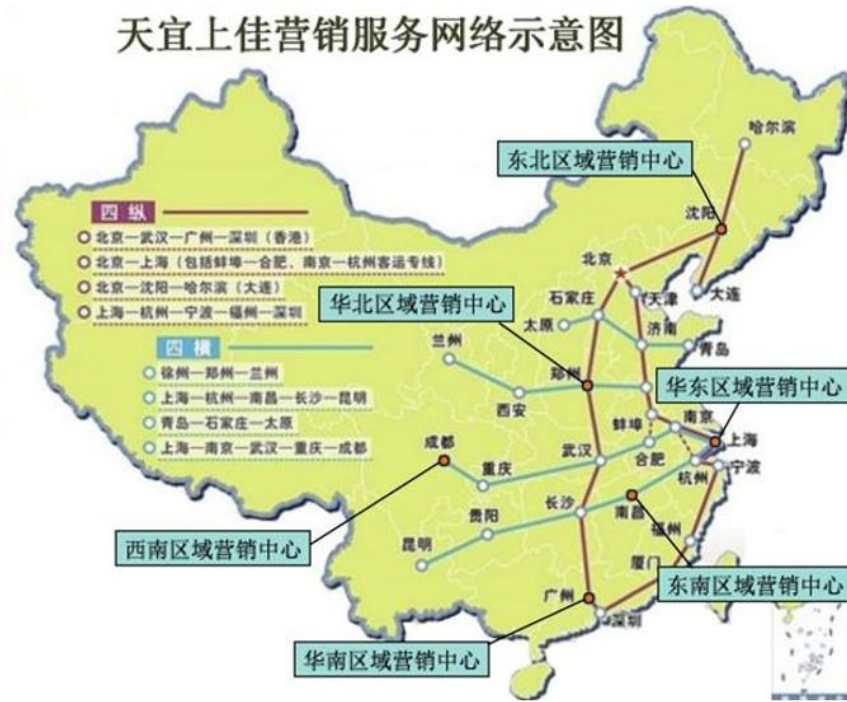 天宜上佳营销服务网络示意图
哈尔滨
东北区域营销中心
沈阳
四 纵
北京—武汉—广州—深圳（香港）
北京—上海（包括蚌埠—合肥、南京—杭州客运专线）
北京—沈阳—哈尔滨（大连）
上海—杭州—宁波—福州—深圳
北京
大连
天津
华北区域营销中心
石家庄
太原
济南
青岛
四 横
徐州—郑州—兰州
上海—杭州—南昌—长沙—昆明
青岛—石家庄—太原
上海—南京—武汉—重庆—成都
兰州
郑州
西安
华东区域营销中心
蚌埠
南京
上海
成都
武汉
合肥
重庆
杭州
宁波
贵阳
长沙
南昌
福州
西南区域营销中心
昆明
厦门
东南区域营销中心
广州
深圳
华南区域营销中心